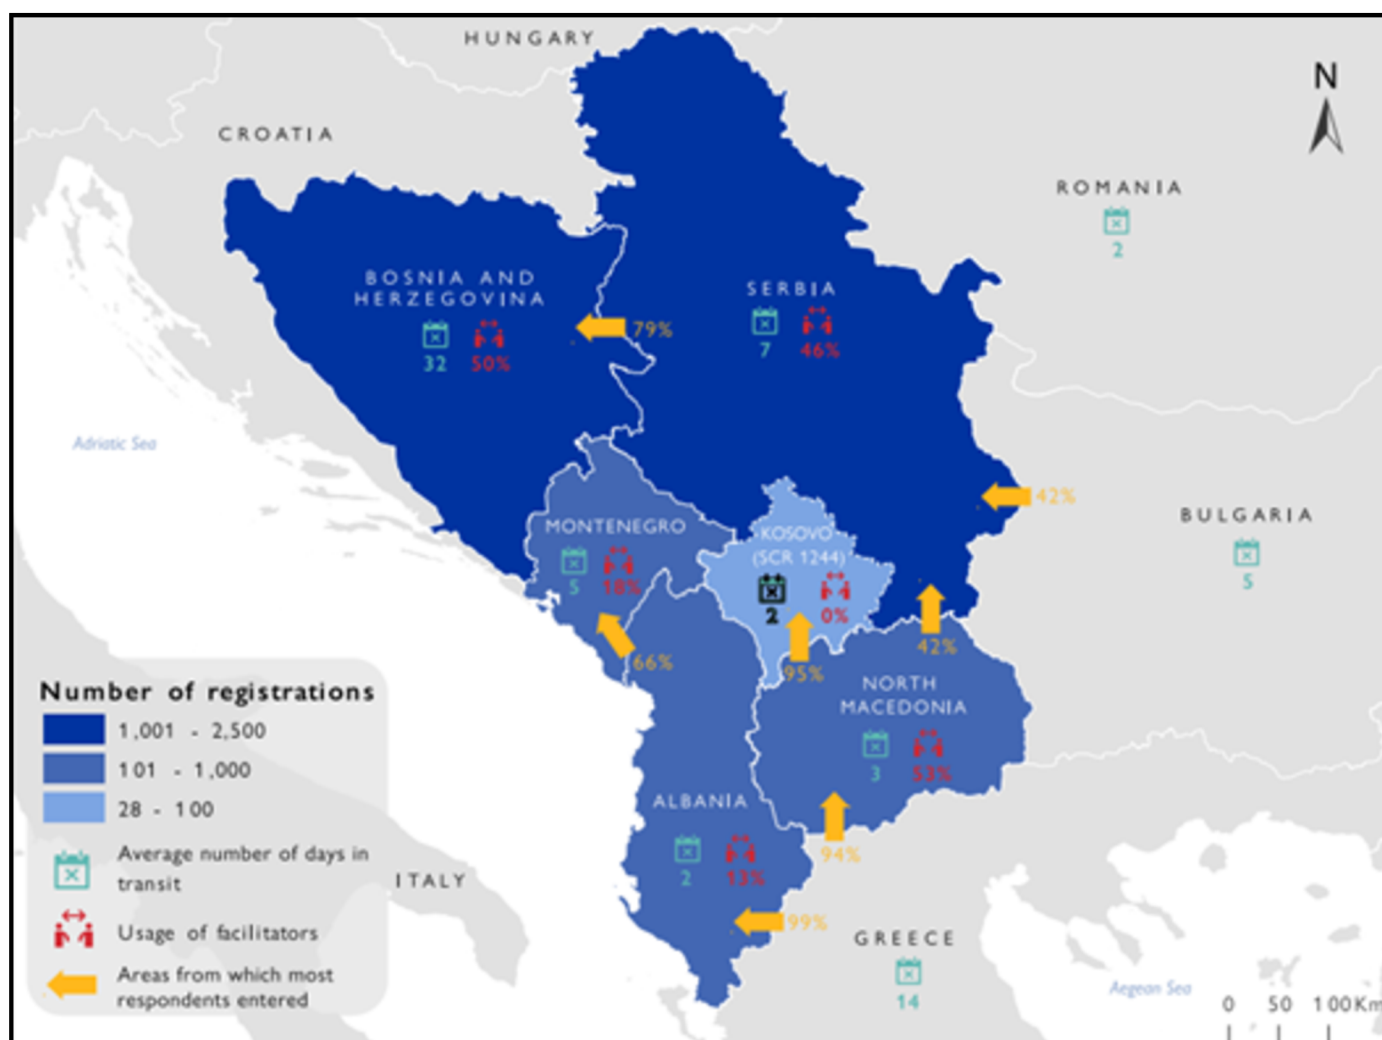 HUNGARY
N
CROATIA
ROMANIA
2
BOSNIA AND
HERZEGOVINA
32
50%
79%
SERBIA
7
46%
Adriatic Sea
42%
BULGARIA
5
MONTENEGRO
5
18%
66%
KOSOVO
(SCR 1244)
2
0%
95%
42%
NORTH
MACEDONIA
3
53%
94%
ALBANIA
2
13%
99%
ITALY
GREECE
14
Aegean Sea
0 50 100Km
Number of registrations
1,001 - 2,500
101 - 1,000
28 - 100
Average number of days in
transit
Usage of facilitators
Areas from which most
respondents entered